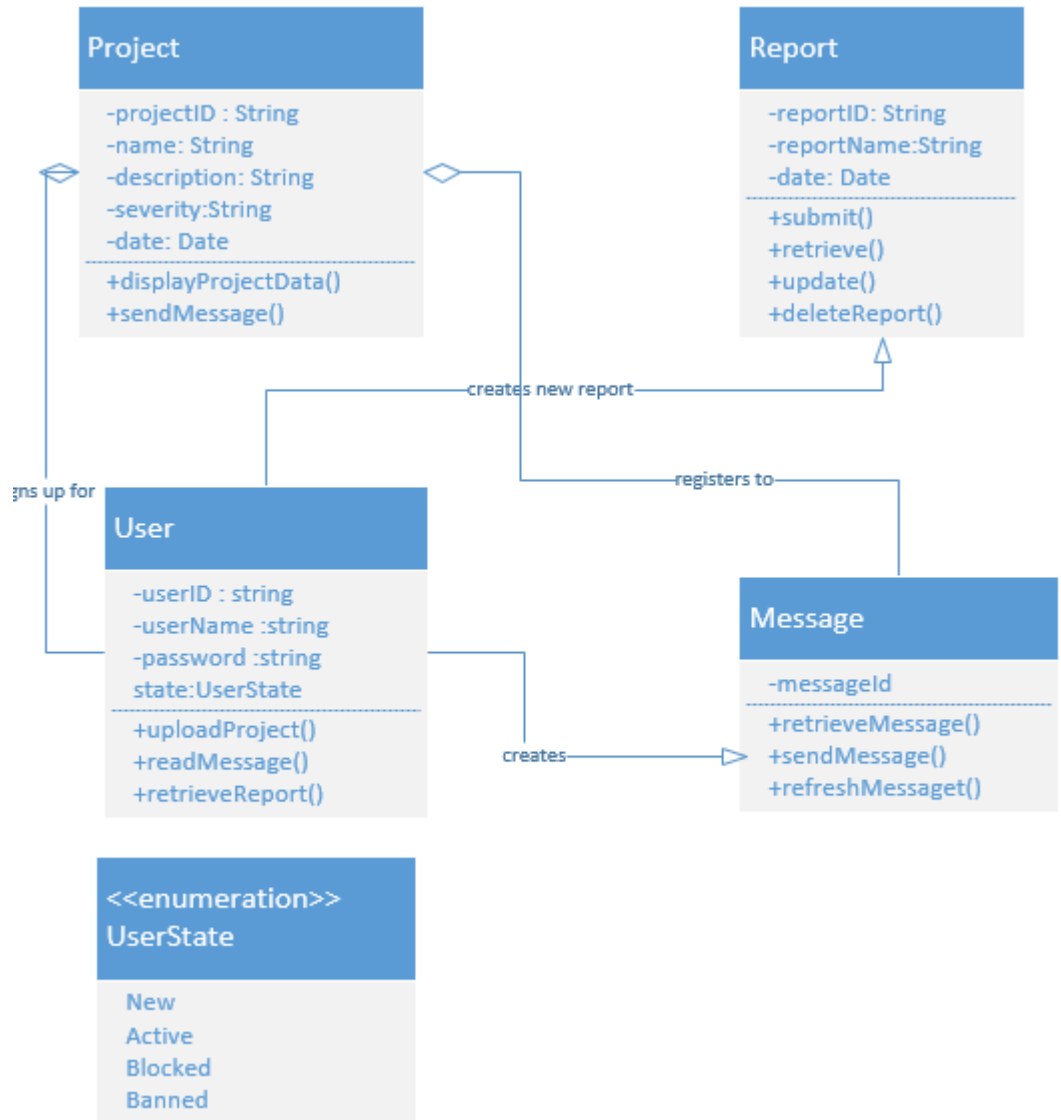 Project
-projectID : String
-name: String
-description: String
-severity:String
-date: Date
+displayProjectData()
+sendMessage()
Report
-reportID: String
-reportName:String
-date: Date
+submit()
+retrieve()
+update()
+deleteReport()
creates new report
registers to
gns up for
User
-userID : string
-userName :string
-password :string
state:UserState
+uploadProject()
+readMessage()
+retrieveReport()
creates
Message
-messageId
+retrieveMessage()
+sendMessage()
+refreshMessaget()
<<enumeration>>
UserState
New
Active
Blocked
Banned